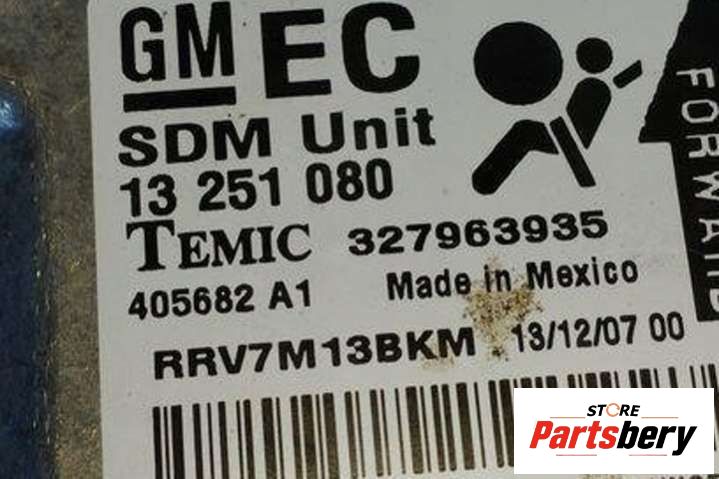 GM EC
SDM Unit
13 251 080
TEMIC 327963935
405682 A1 Made in Mexico
RRV7M13BKM 13/12/07 00
FORWARD
STORE
Partsbery